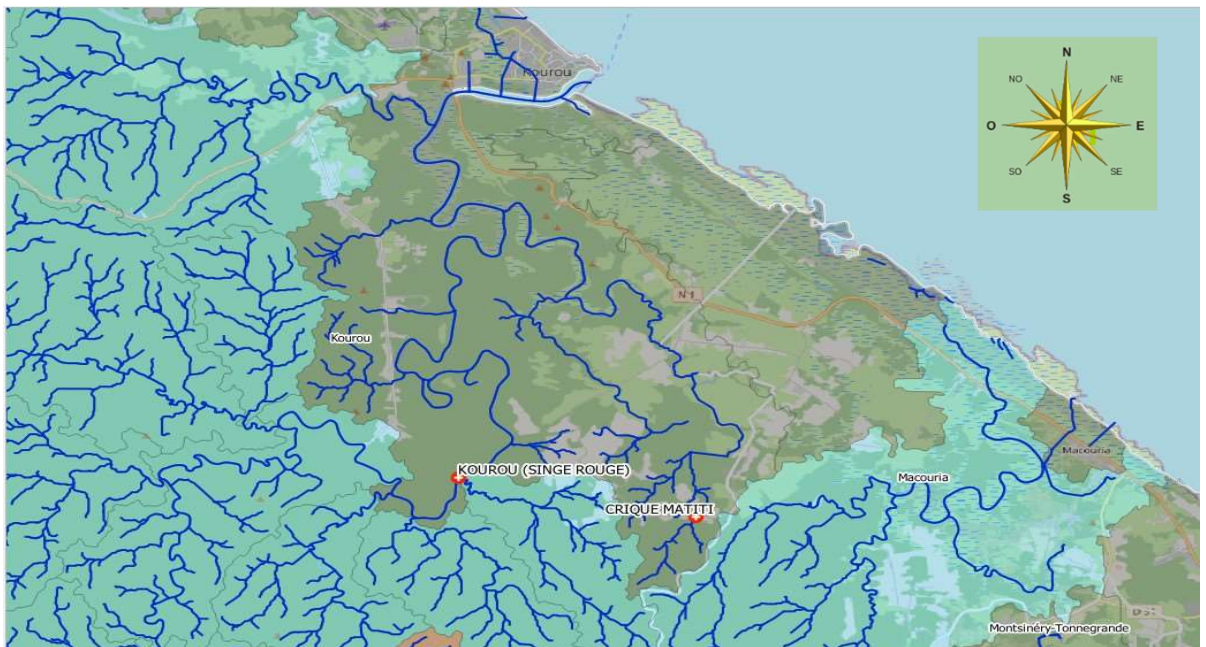 Kourou
N
NO
NE
O
E
SO
SE
S
N 1
Kourou
KOUROU (SINGE ROUGE)
Macouria
Macouria
CRIQUE MATITI
Montsinéry-Tonnegrande